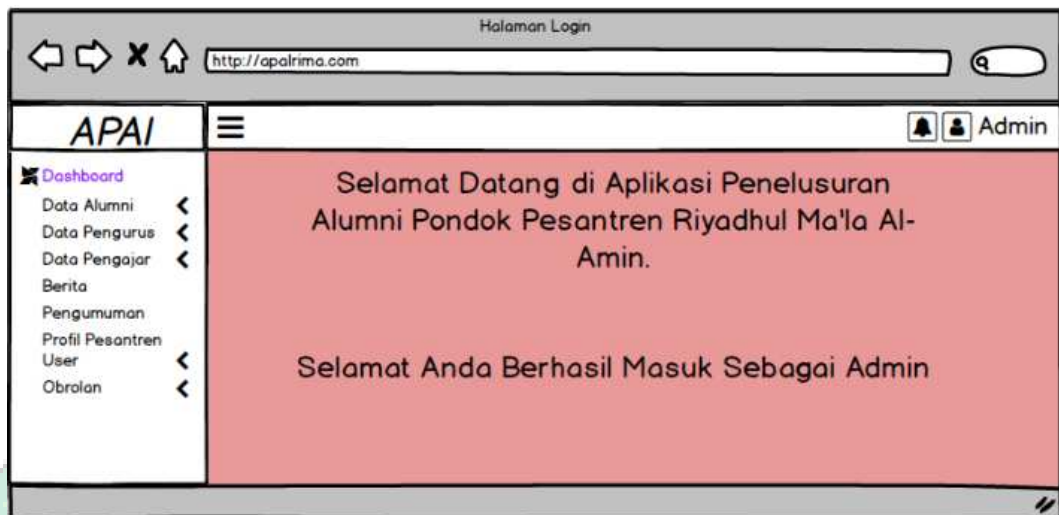 Halaman Login
http://apalrima.com
APAI
Admin
Dashboard
Data Alumni
Data Pengurus
Data Pengajar
Berita
Pengumuman
Profil Pesantren
User
Obrolan
Selamat Datang di Aplikasi Penelusuran
Alumni Pondok Pesantren Riyadhul Ma'la Al-
Amin.
Selamat Anda Berhasil Masuk Sebagai Admin